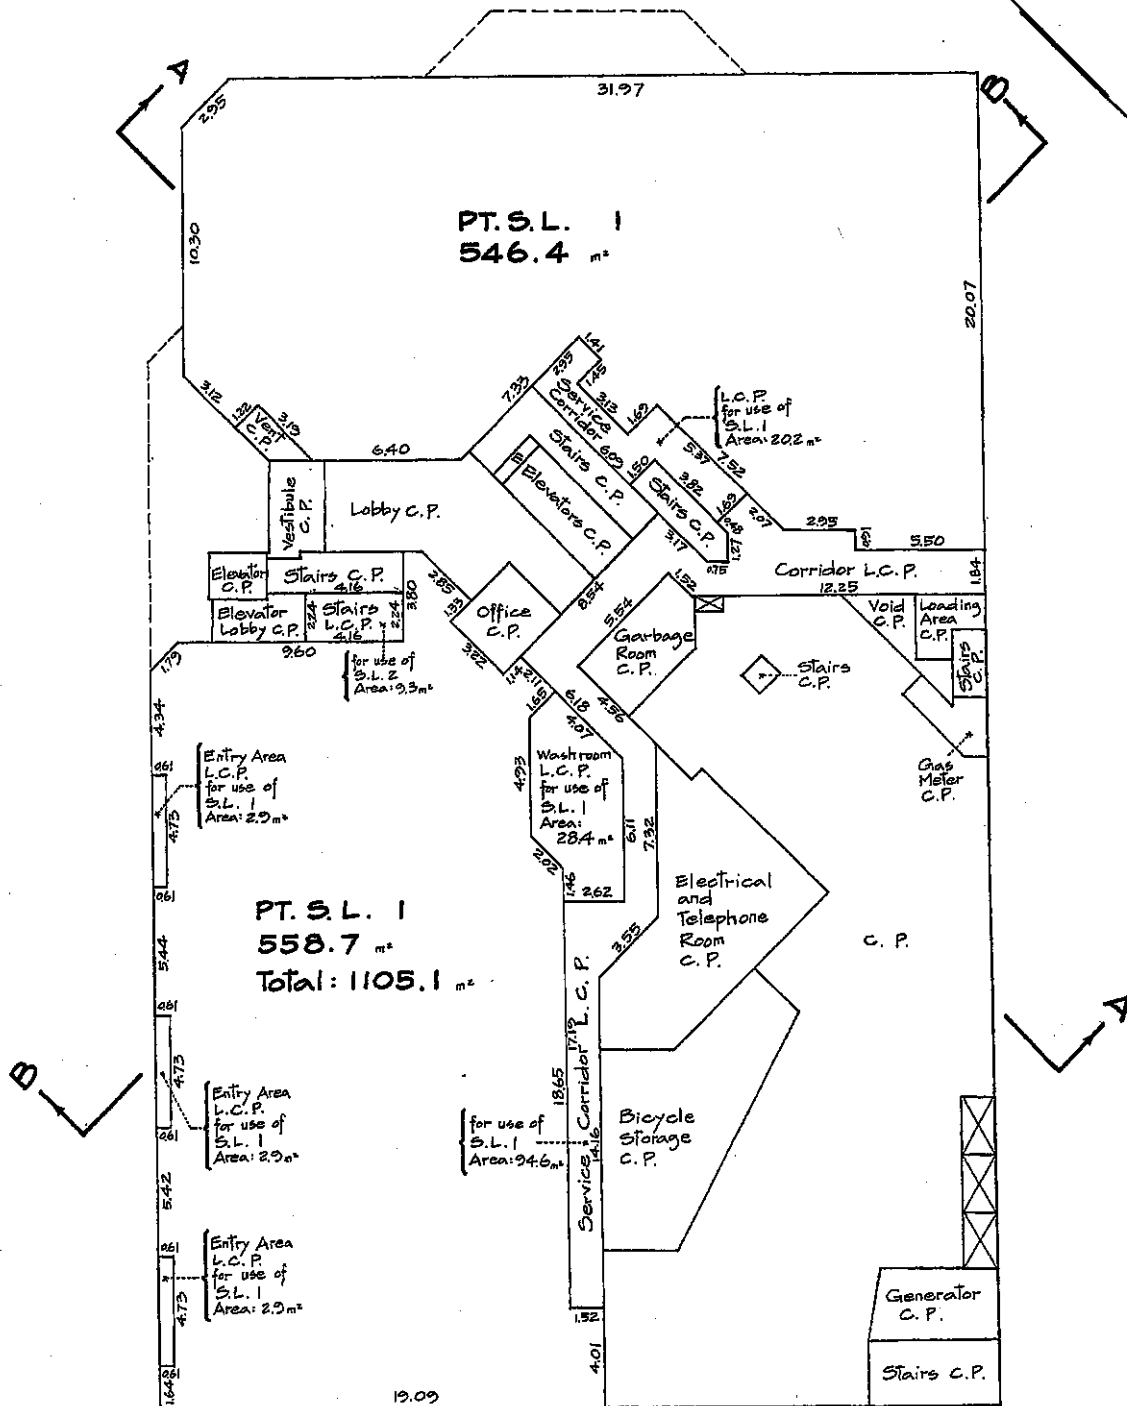 A
B
31.97
2.95
PT. S. L. 1
546.4 m²
10.30
20.07
1.41
2.95
1.45
7.33
3.13
1.69
Service
Corridor
L.C.P.
for use of
S.L. 1
Area: 20.2 m²
3.12
1.22
3.13
Vent
C.P.
6.40
6.09
Stairs C.P.
1.50
5.37
7.52
3.82
Stairs C.P.
1.69
0.48
2.07
E
Elevators C.P.
Vestibule
C.P.
Lobby C.P.
3.17
1.27
0.75
2.95
0.91
5.50
1.84
Corridor L.C.P.
12.25
Elevator
C.P.
Stairs C.P.
4.16
3.80
2.85
1.33
Office
C.P.
8.54
1.52
5.54
Garbage
Room
C.P.
Void
C.P.
Loading
Area
C.P.
Stairs
C.P.
Elevator
Lobby C.P.
2.24
Stairs
L.C.P.
4.16
2.24
9.60
for use of
S.L. 2
Area: 9.3 m²
3.22
1.14
2.11
1.79
4.34
1.65
6.18
4.07
4.56
Stairs
C.P.
Gas
Meter
C.P.
0.61
4.73
0.61
Entry Area
L.C.P.
for use of
S.L. 1
Area: 2.9 m²
4.93
Washroom
L.C.P.
for use of
S.L. 1
Area:
28.4 m²
6.11
7.32
2.02
1.46
2.62
3.55
Electrical
and
Telephone
Room
C.P.
C. P.
PT. S. L. 1
558.7 m²
Total: 1105.1 m²
5.44
0.61
4.73
0.61
Entry Area
L.C.P.
for use of
S.L. 1
Area: 2.9 m²
B
A
17.19
18.65
Service Corridor L. C. P.
14.16
for use of
S.L. 1
Area: 94.6 m²
Bicycle
Storage
C.P.
5.42
0.61
4.73
0.61
Entry Area
L.C.P.
for use of
S.L. 1
Area: 2.9 m²
1.64
1.52
4.01
19.09
Generator
C. P.
Stairs C.P.